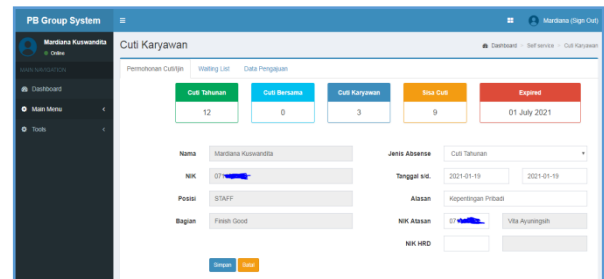 PB Group System
Mardiana (Sign Out)
Mardiana Kuswandita
Online
Cuti Karyawan
Dashboard > Self service > Cuti Karyawan
MAIN NAVIGATION
Dashboard
Main Menu
Tools
Permohonan Cuti/Ijin Waiting List Data Pengajuan
Cuti Tahunan Cuti Bersama Cuti Karyawan Sisa Cuti Expired
12 0 3 9 01 July 2021
Nama Mardiana Kuswandita Jenis Absense Cuti Tahunan
NIK 071 Tanggal s/d. 2021-01-19 2021-01-19
Posisi STAFF Alasan Kepentingan Pribadi
Bagian Finish Good NIK Atasan 07 Vita Ayuningsih
NIK HRD
Simpan Batal